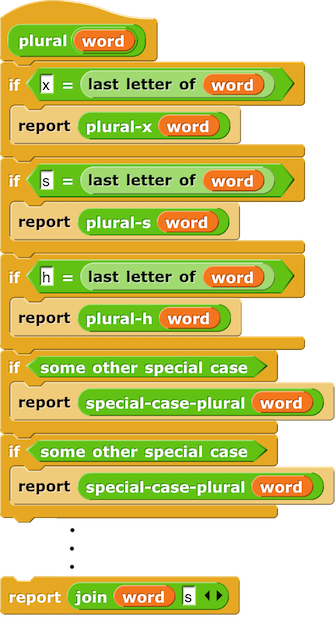 plural word
if x = last letter of word
report plural-x word
if s = last letter of word
report plural-s word
if h = last letter of word
report plural-h word
if some other special case
report special-case-plural word
if some other special case
report special-case-plural word
report join word s